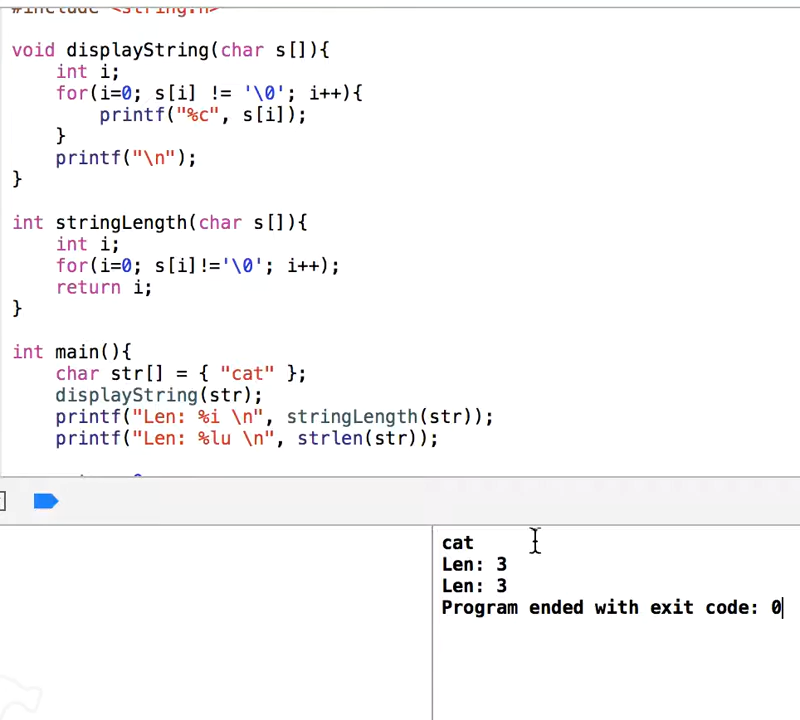 #include <string.h>
void displayString(char s[]){
    int i;
    for(i=0; s[i] != '\0'; i++){
        printf("%c", s[i]);
    }
    printf("\n");
}
int stringLength(char s[]){
    int i;
    for(i=0; s[i]!='\0'; i++);
    return i;
}
int main(){
    char str[] = { "cat" };
    displayString(str);
    printf("Len: %i \n", stringLength(str));
    printf("Len: %lu \n", strlen(str));
cat
Len: 3
Len: 3
Program ended with exit code: 0